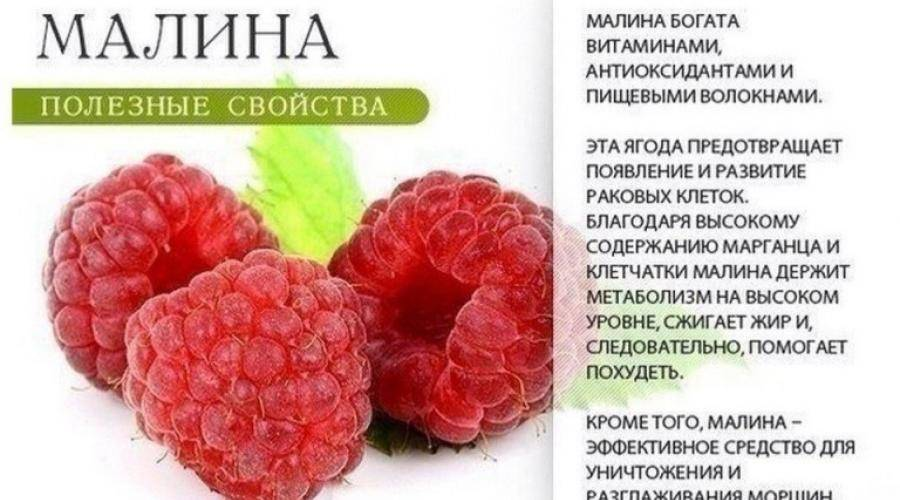 МАЛИНА
ПОЛЕЗНЫЕ СВОЙСТВА
МАЛИНА БОГАТА
ВИТАМИНАМИ,
АНТИОКСИДАНТАМИ И
ПИЩЕВЫМИ ВОЛОКНАМИ.
ЭТА ЯГОДА ПРЕДОТВРАЩАЕТ
ПОЯВЛЕНИЕ И РАЗВИТИЕ
РАКОВЫХ КЛЕТОК.
БЛАГОДАРЯ ВЫСОКОМУ
СОДЕРЖАНИЮ МАРГАНЦА И
КЛЕТЧАТКИ МАЛИНА ДЕРЖИТ
МЕТАБОЛИЗМ НА ВЫСОКОМ
УРОВНЕ, СЖИГАЕТ ЖИР И,
СЛЕДОВАТЕЛЬНО, ПОМОГАЕТ
ПОХУДЕТЬ.
КРОМЕ ТОГО, МАЛИНА –
ЭФФЕКТИВНОЕ СРЕДСТВО ДЛЯ
УНИЧТОЖЕНИЯ И
РАЗГЛАЖИВАНИЯ МОРЩИН